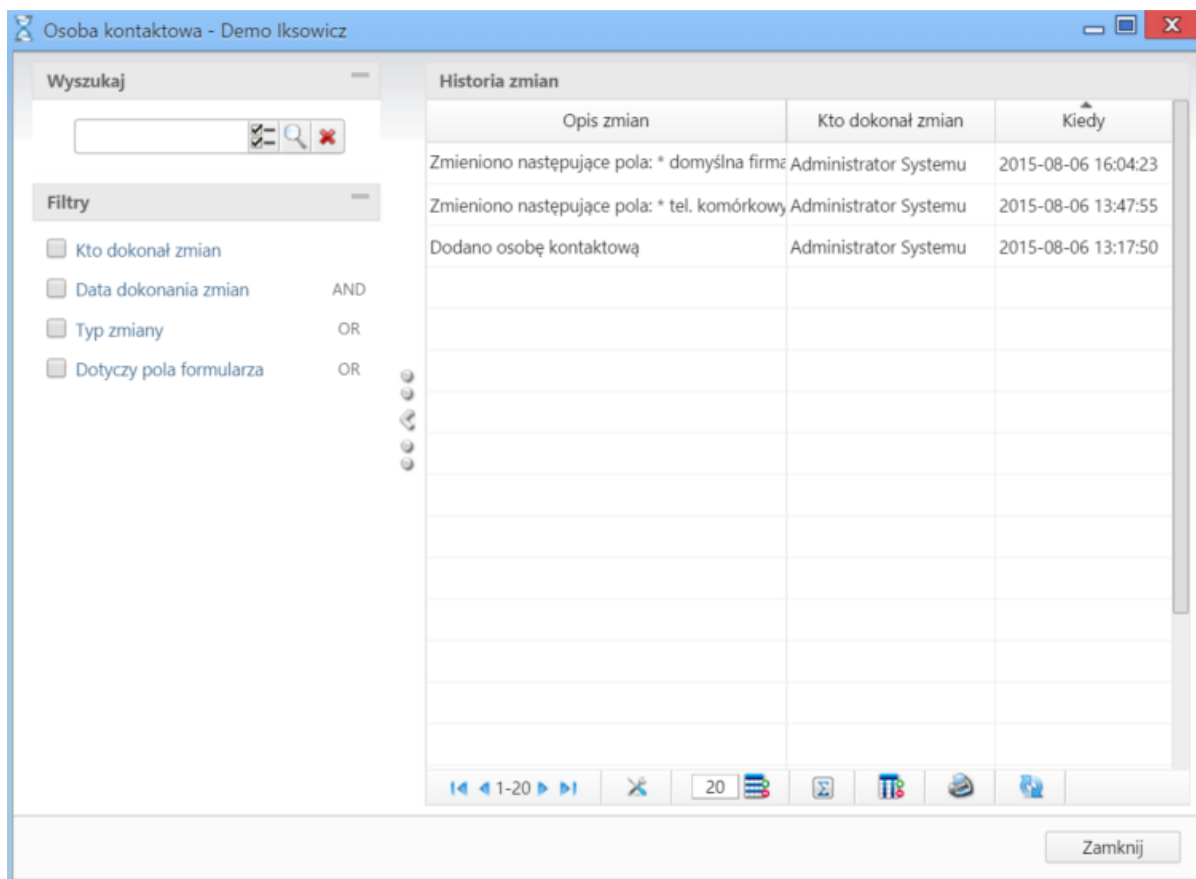 Osoba kontaktowa - Demo Iksowicz
Wyszukaj
Filtry
Kto dokonał zmian
Data dokonania zmian AND
Typ zmiany OR
Dotyczy pola formularza OR
Historia zmian
Opis zmian Kto dokonał zmian Kiedy
Zmieniono następujące pola: * domyślna firma Administrator Systemu 2015-08-06 16:04:23
Zmieniono następujące pola: * tel. komórkowy Administrator Systemu 2015-08-06 13:47:55
Dodano osobę kontaktową Administrator Systemu 2015-08-06 13:17:50
1-20 20
Zamknij